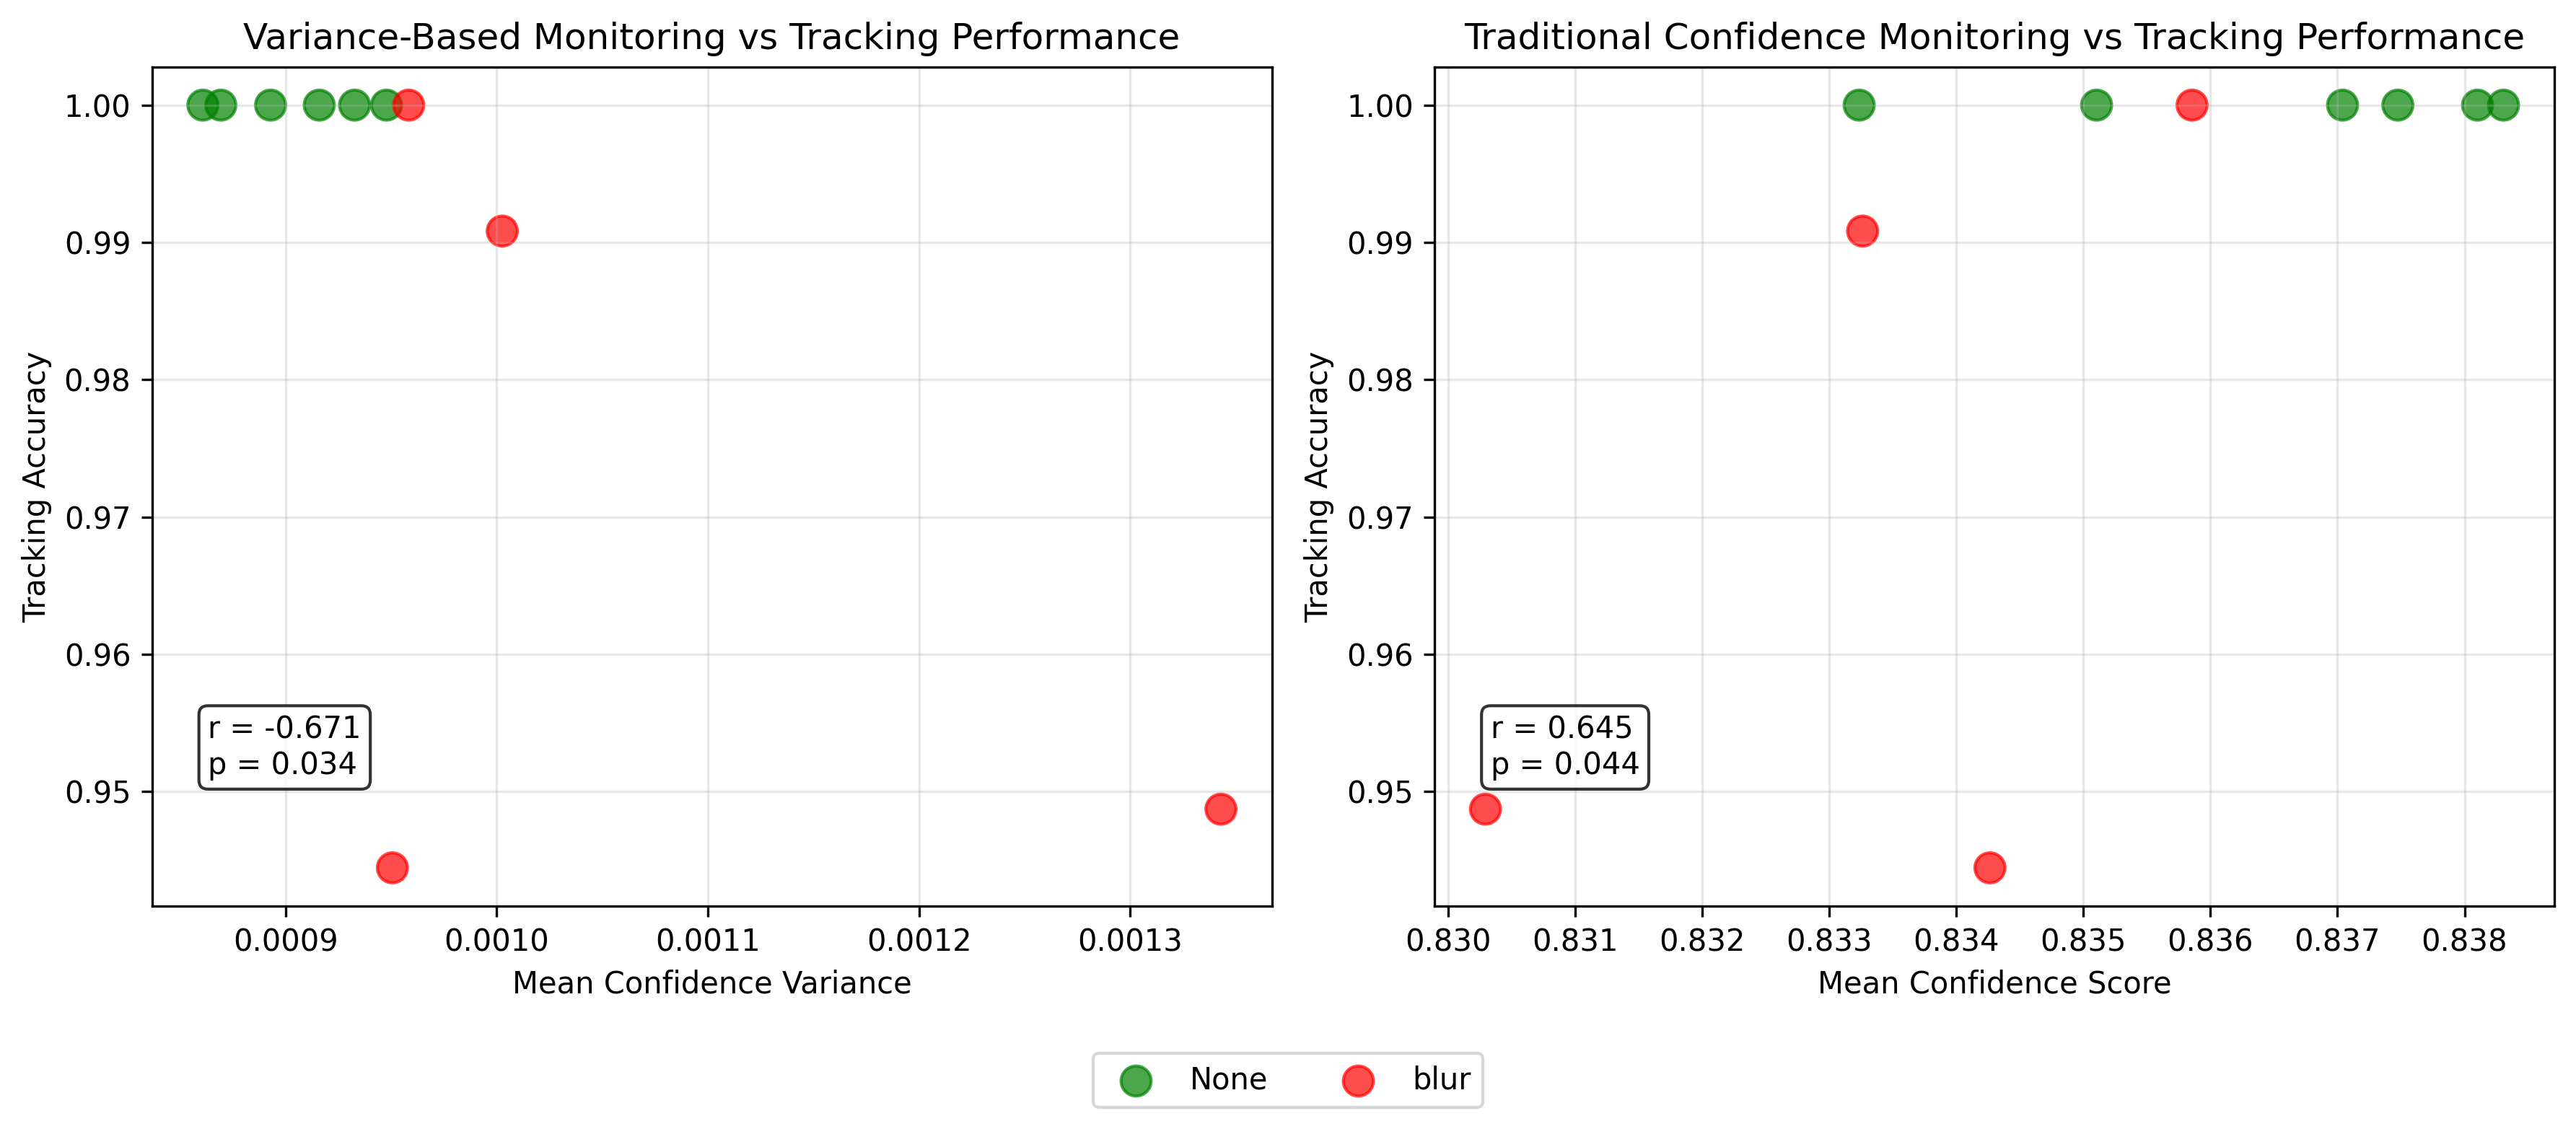 Variance-Based Monitoring vs Tracking Performance
Tracking Accuracy
1.00
0.99
0.98
0.97
0.96
0.95
r = -0.671
p = 0.034
0.0009
0.0010
0.0011
0.0012
0.0013
Mean Confidence Variance
Traditional Confidence Monitoring vs Tracking Performance
Tracking Accuracy
1.00
0.99
0.98
0.97
0.96
0.95
r = 0.645
p = 0.044
0.830
0.831
0.832
0.833
0.834
0.835
0.836
0.837
0.838
Mean Confidence Score
None
blur